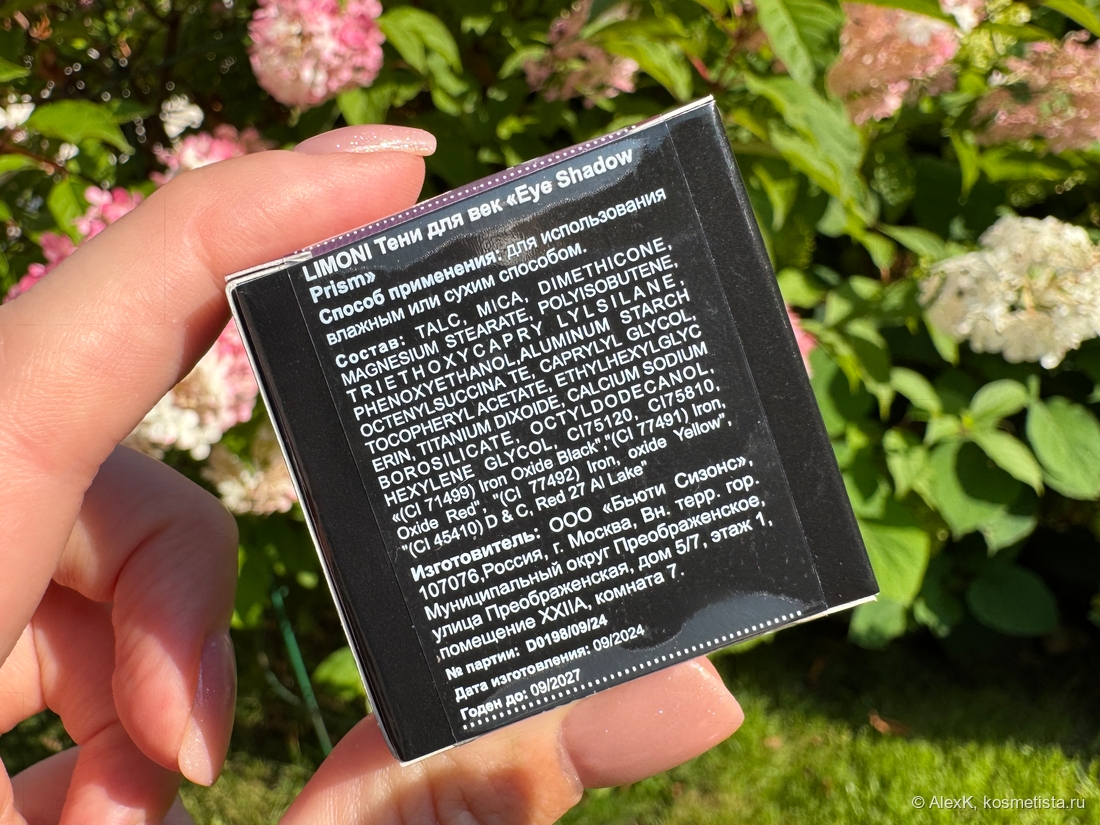 LIMONI Тени для век «Eye Shadow
Prism»
Способ применения: для использования
влажным или сухим способом.
Состав: TALC, MICA, DIMETHICONE,
MAGNESIUM STEARATE, POLYISOBUTENE,
TRIETHOXYCAPRY LYLSILANE,
PHENOXYETHANOL,ALUMINUM STARCH
OCTENYLSUCCINA TE, CAPRYLYL GLYCOL,
TOCOPHERYL ACETATE, ETHYLHEXYLGLYC
ERIN, TITANIUM DIXOIDE, CALCIUM SODIUM
BOROSILICATE, OCTYLDODECANOL.
HEXYLENE GLYCOL, CI75120, CI75810,
«(CI 71499) Iron Oxide Black","(CI 77491) Iron,
Oxide Red", "(CI 77492) Iron, oxide Yellow",
"(CI 45410) D & C, Red 27 Al Lake"
Изготовитель: ООО «Бьюти Сизонс»,
107076,Россия, г. Москва, Вн. терр. гор.
Муниципальный округ Преображенское,
улица Преображенская, дом 5/7, этаж 1,
,помещение XXIIA, комната 7.
№ партии: D0198/09/24
Дата изготовления: 09/2024
Годен до: 09/2027
© AlexK, kosmetista.ru